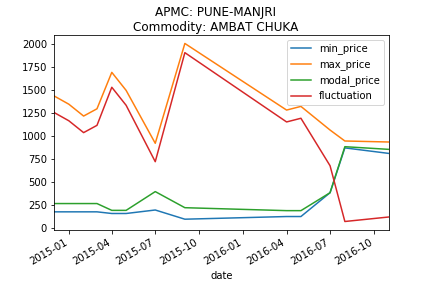 APMC: PUNE-MANJRI
Commodity: AMBAT CHUKA
min_price
max_price
modal_price
fluctuation
2000
1750
1500
1250
1000
750
500
250
0
2015-01
2015-04
2015-07
2015-10
2016-01
2016-04
2016-07
2016-10
date